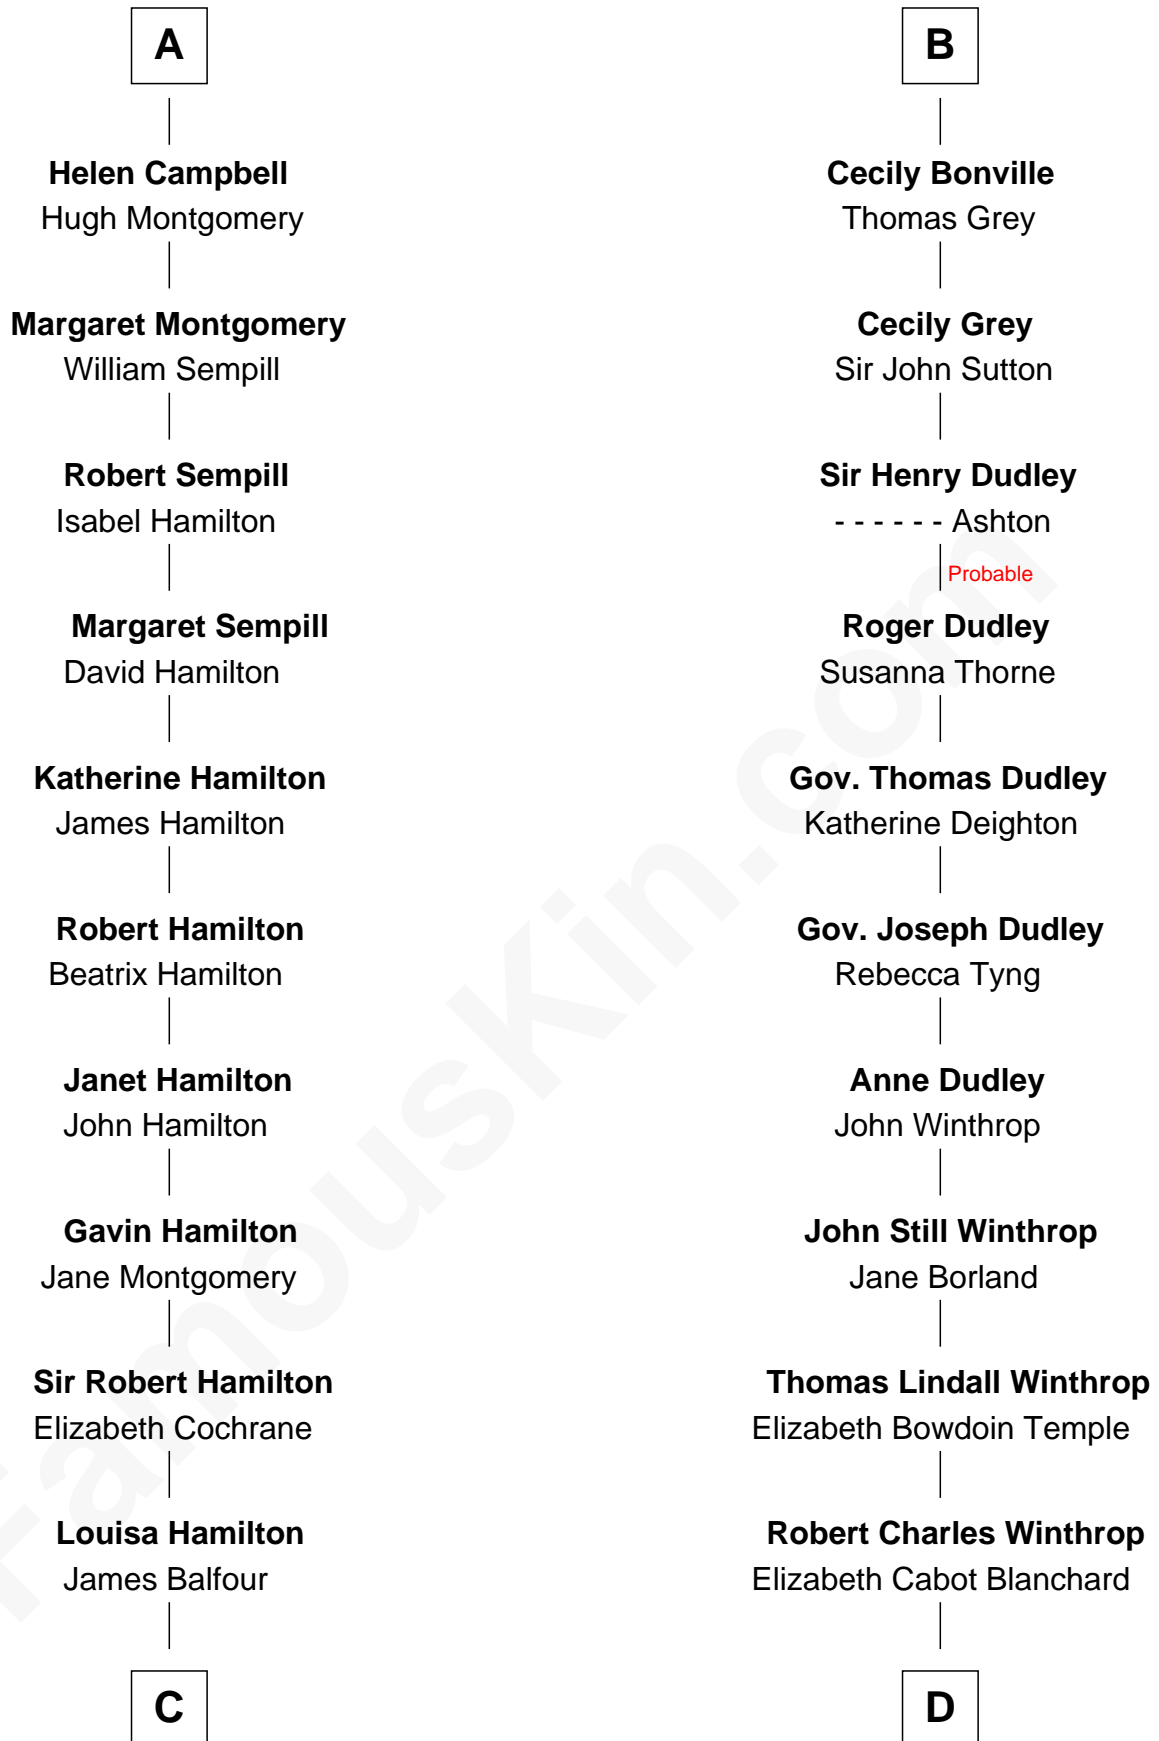 A
Helen Campbell
Hugh Montgomery
Margaret Montgomery
William Sempill
Robert Sempill
Isabel Hamilton
Margaret Sempill
David Hamilton
Katherine Hamilton
James Hamilton
Robert Hamilton
Beatrix Hamilton
Janet Hamilton
John Hamilton
Gavin Hamilton
Jane Montgomery
Sir Robert Hamilton
Elizabeth Cochrane
Louisa Hamilton
James Balfour
C
B
Cecily Bonville
Thomas Grey
Cecily Grey
Sir John Sutton
Sir Henry Dudley
- - - - - - Ashton
Probable
Roger Dudley
Susanna Thorne
Gov. Thomas Dudley
Katherine Deighton
Gov. Joseph Dudley
Rebecca Tyng
Anne Dudley
John Winthrop
John Still Winthrop
Jane Borland
Thomas Lindall Winthrop
Elizabeth Bowdoin Temple
Robert Charles Winthrop
Elizabeth Cabot Blanchard
D
FamousKin.com